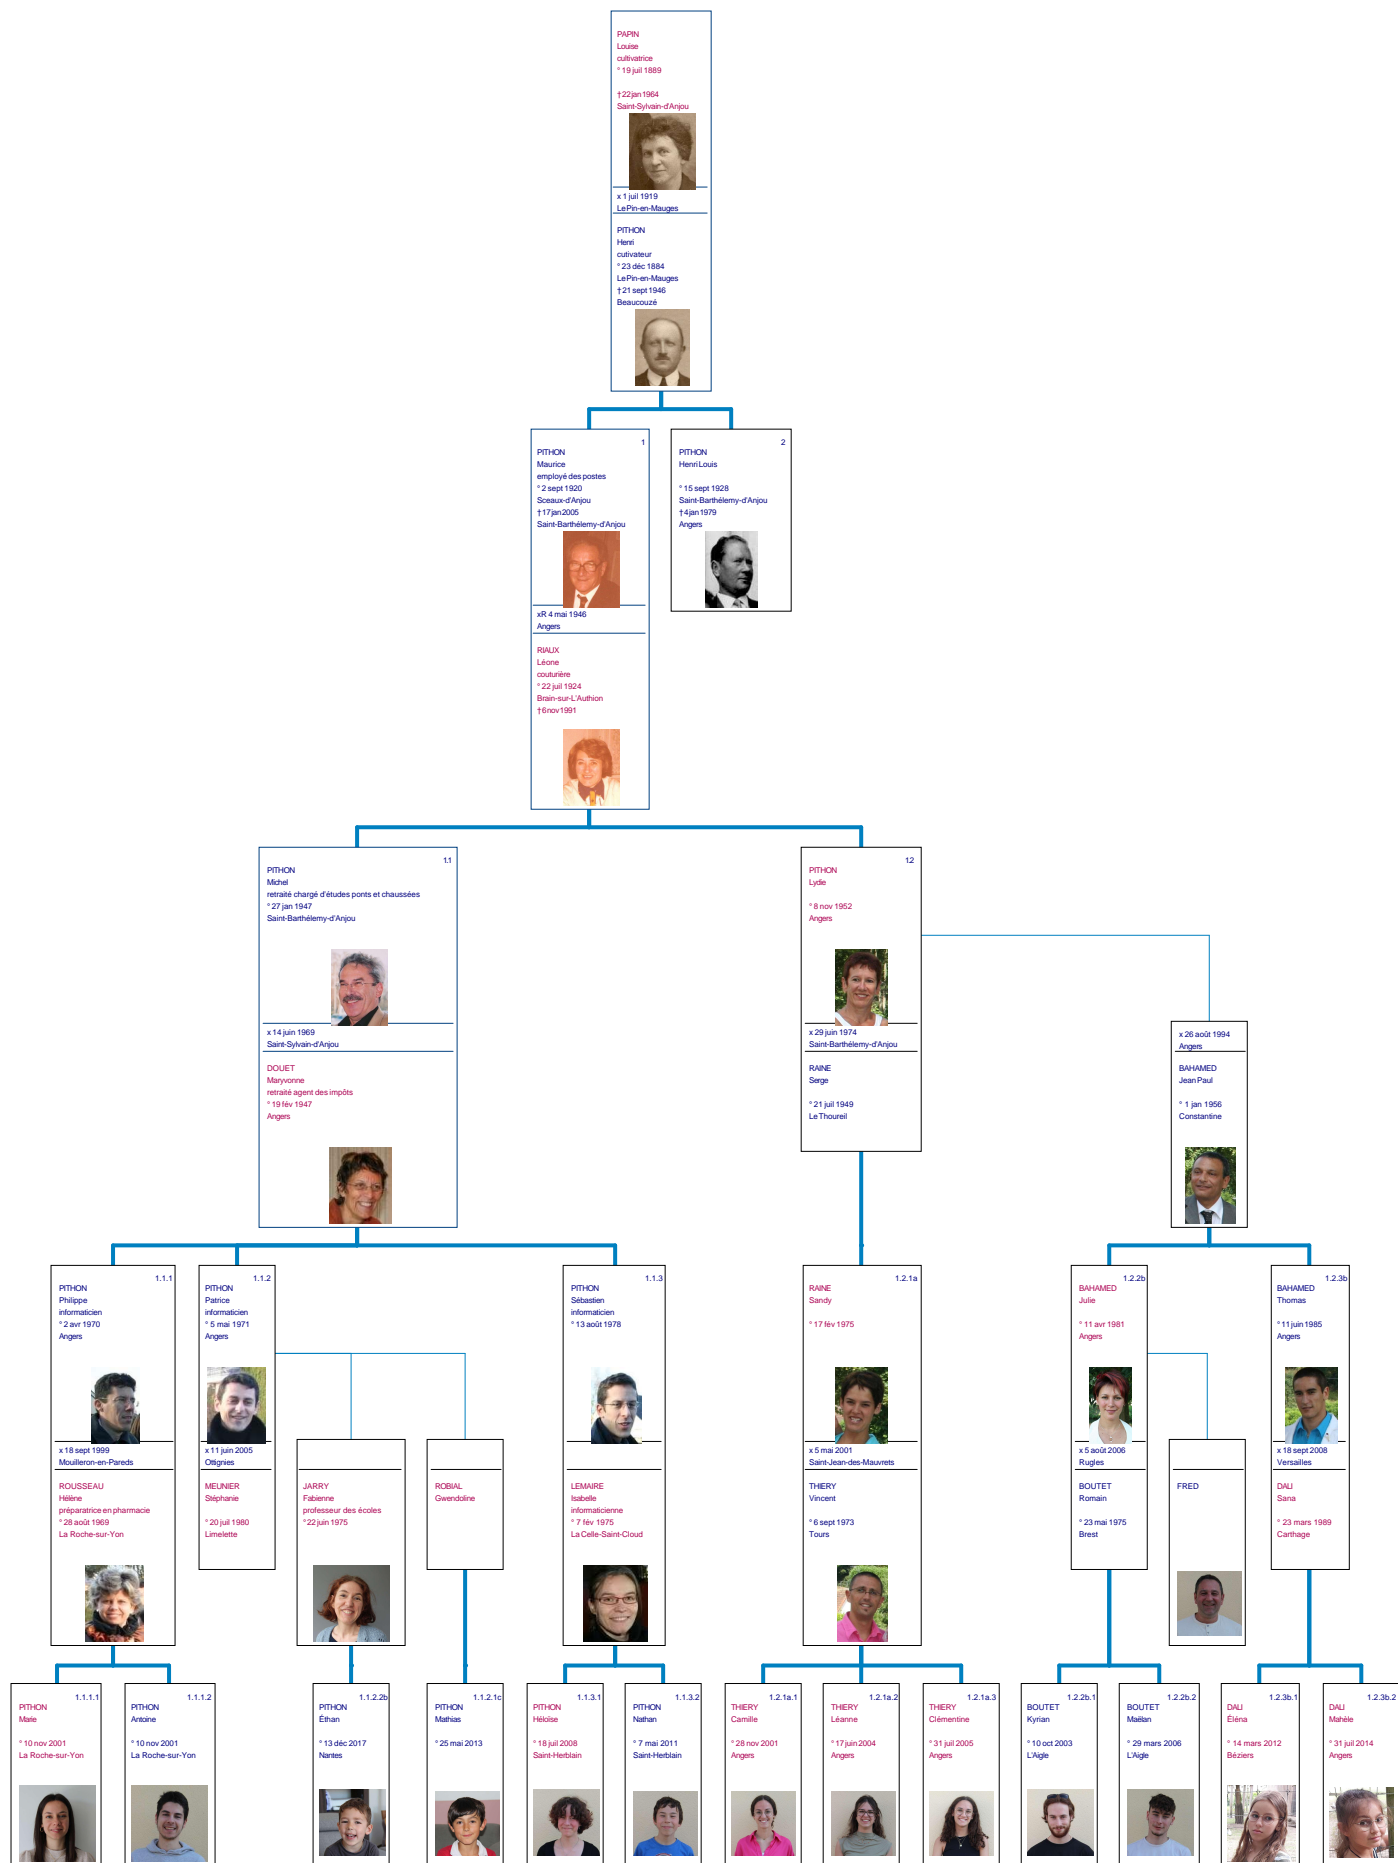 PAPIN
Louise
cultivatrice
° 19 juil 1889
†22 jan 1964
Saint-Sylvain-d'Anjou
x 1 juil 1919
Le Pin-en-Mauges
PITHON
Henri
cutivateur
° 23 déc 1884
Le Pin-en-Mauges
†21 sept 1946
Beaucouzé
1
PITHON
Maurice
employé des postes
° 2 sept 1920
Sceaux-d'Anjou
†17 jan 2005
Saint-Barthélemy-d'Anjou
xR 4 mai 1946
Angers
RIAUX
Léone
couturière
° 22 juil 1924
Brain-sur-L'Authion
†6 nov 1991
2
PITHON
Henri Louis
° 15 sept 1928
Saint-Barthélemy-d'Anjou
†4 jan 1979
Angers
1.1
PITHON
Michel
retraité chargé d'études ponts et chaussées
° 27 jan 1947
Saint-Barthélemy-d'Anjou
x 14 juin 1969
Saint-Sylvain-d'Anjou
DOUET
Maryvonne
retraité agent des impôts
° 19 fév 1947
Angers
1.2
PITHON
Lydie
° 8 nov 1952
Angers
x 29 juin 1974
Saint-Barthélemy-d'Anjou
RAINE
Serge
° 21 juil 1949
Le Thoureil
x 26 août 1994
Angers
BAHAMED
Jean Paul
° 1 jan 1956
Constantine
1.1.1
PITHON
Philippe
informaticien
° 2 avr 1970
Angers
x 18 sept 1999
Mouilleron-en-Pareds
ROUSSEAU
Hélène
préparatrice en pharmacie
° 28 août 1969
La Roche-sur-Yon
1.1.2
PITHON
Patrice
informaticien
° 5 mai 1971
Angers
x 11 juin 2005
Ottignies
MEUNIER
Stéphanie
° 20 juil 1980
Limelette
JARRY
Fabienne
professeur des écoles
° 22 juin 1975
ROBIAL
Gwendoline
1.1.3
PITHON
Sébastien
informaticien
° 13 août 1978
LEMAIRE
Isabelle
informaticienne
° 7 fév 1975
La Celle-Saint-Cloud
1.2.1a
RAINE
Sandy
° 17 fév 1975
x 5 mai 2001
Saint-Jean-des-Mauvrets
THIERY
Vincent
° 6 sept 1973
Tours
1.2.2b
BAHAMED
Julie
° 11 avr 1981
Angers
x 5 août 2006
Rugles
BOUTET
Romain
° 23 mai 1975
Brest
FRED
1.2.3b
BAHAMED
Thomas
° 11 juin 1985
Angers
x 18 sept 2008
Versailles
DALI
Sana
° 23 mars 1989
Carthage
1.1.1.1
PITHON
Marie
° 10 nov 2001
La Roche-sur-Yon
1.1.1.2
PITHON
Antoine
° 10 nov 2001
La Roche-sur-Yon
1.1.2.2b
PITHON
Éthan
° 13 déc 2017
Nantes
1.1.2.1c
PITHON
Mathias
° 25 mai 2013
1.1.3.1
PITHON
Héloïse
° 18 juil 2008
Saint-Herblain
1.1.3.2
PITHON
Nathan
° 7 mai 2011
Saint-Herblain
1.2.1a.1
THIERY
Camille
° 28 nov 2001
Angers
1.2.1a.2
THIERY
Léanne
° 17 juin 2004
Angers
1.2.1a.3
THIERY
Clémentine
° 31 juil 2005
Angers
1.2.2b.1
BOUTET
Kyrian
° 10 oct 2003
L'Aigle
1.2.2b.2
BOUTET
Maëlan
° 29 mars 2006
L'Aigle
1.2.3b.1
DALI
Éléna
° 14 mars 2012
Béziers
1.2.3b.2
DALI
Mahéle
° 31 juil 2014
Angers